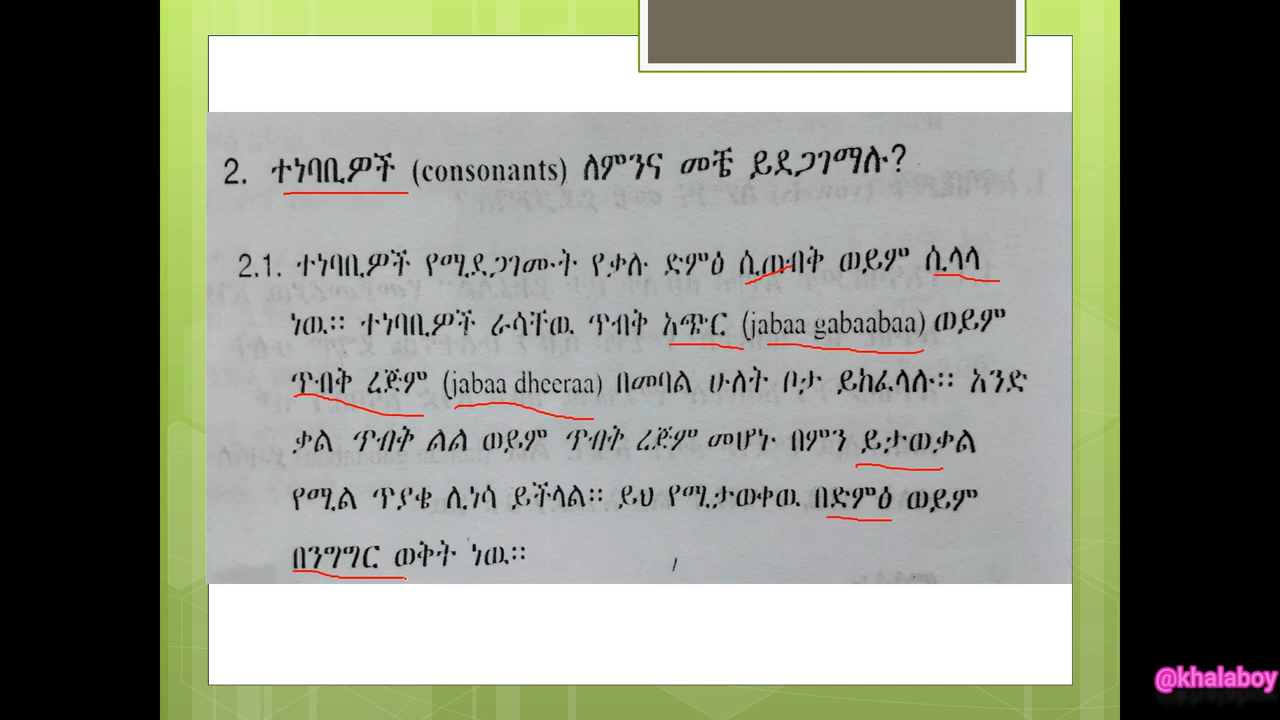 2. ተነባቢዎች (consonants) ለምንና መቼ ይደጋገማሉ?
2.1. ተነባቢዎች የሚደጋገሙት የቃሉ ድምፅ ሲጠብቅ ወይም ሲላላ
ነዉ። ተነባቢዎች ራሳቸዉ ጥብቅ አጭር (jabaa gabaabaa) ወይም
ጥብቅ ረጅም (jabaa dheeraa) በመባል ሁለት ቦታ ይከፈላሉ። አንድ
ቃል ጥብቅ ልል ወይም ጥብቅ ረጅም መሆኑ በምን ይታወቃል
የሚል ጥያቄ ሊነሳ ይችላል። ይህ የሚታወቀዉ በድምፅ ወይም
በንግግር ወቅት ነዉ።
@khalaboy